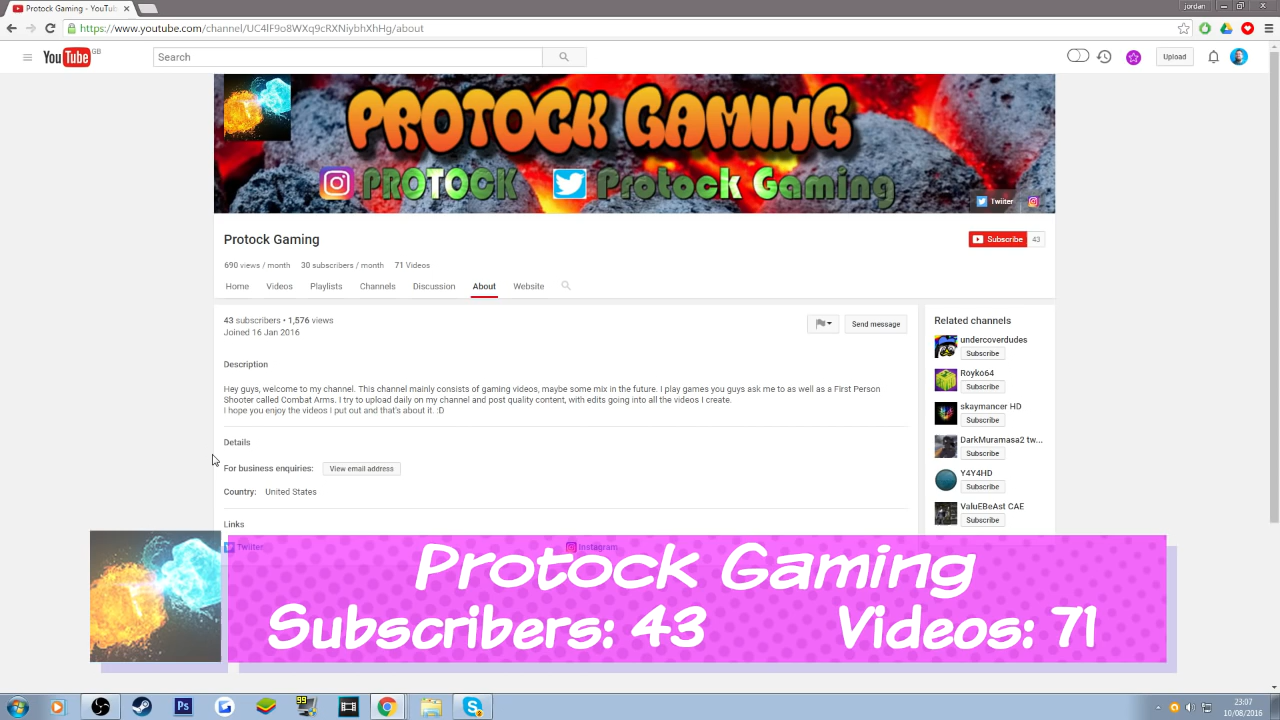 jordan
Protock Gaming - YouTub
https://www.youtube.com/channel/UC4lF9o8WXq9cRXNiybhXhHg/about
YouTube GB
Search
Upload
PROTOCK GAMING
PROTOCK
Protock Gaming
Twiiter
Protock Gaming
Subscribe 43
690 views / month 30 subscribers / month 71 Videos
Home Videos Playlists Channels Discussion About Website
43 subscribers • 1,576 views
Joined 16 Jan 2016
Send message
Description
Hey guys, welcome to my channel. This channel mainly consists of gaming videos, maybe some mix in the future. I play games you guys ask me to as well as a First Person
Shooter called Combat Arms. I try to upload daily on my channel and post quality content, with edits going into all the videos I create.
I hope you enjoy the videos I put out and that's about it. :D
Details
For business enquiries: View email address
Country: United States
Links
Twiiter Instagram
Related channels
undercoverdudes
Subscribe
Royko64
Subscribe
skaymancer HD
Subscribe
DarkMuramasa2 tw...
Subscribe
Y4Y4HD
Subscribe
ValuEBeAst CAE
Subscribe
Protock Gaming
Subscribers: 43 Videos: 71
99
23:07
10/08/2016